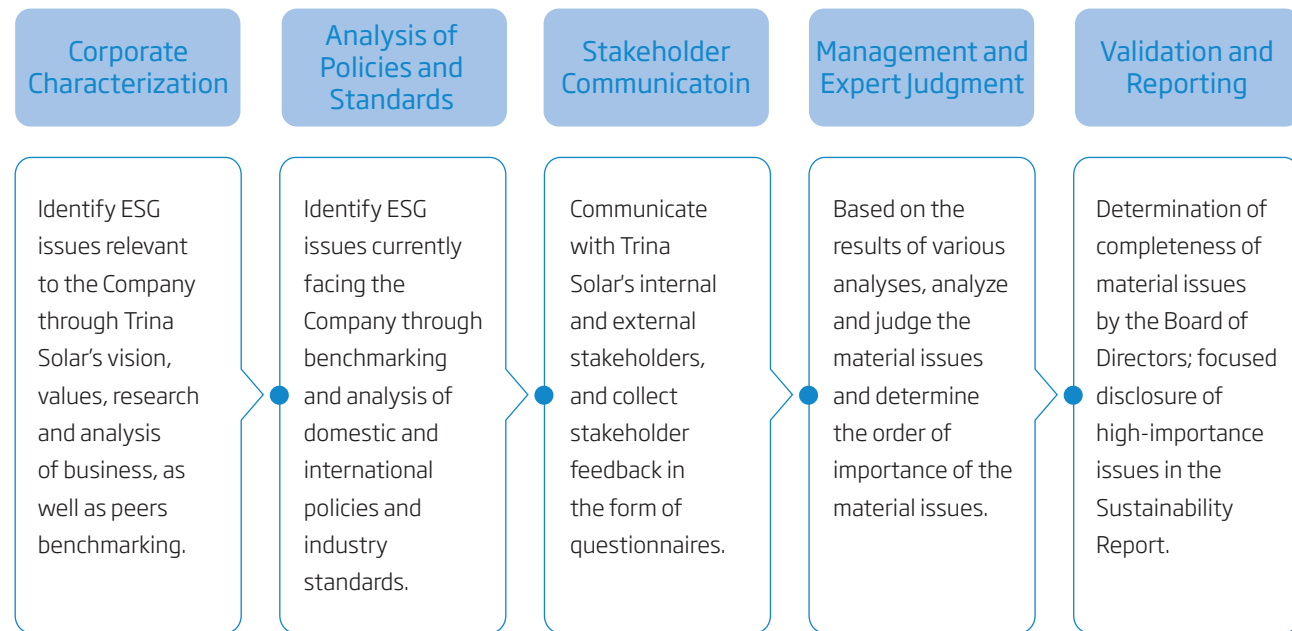 Corporate
Characterization
Analysis of
Policies and
Standards
Stakeholder
Communicatoin
Management and
Expert Judgment
Validation and
Reporting
Identify ESG
issues relevant
to the Company
through Trina
Solar's vision,
values, research
and analysis
of business, as
well as peers
benchmarking.
Identify ESG
issues currently
facing the
Company through
benchmarking
and analysis of
domestic and
international
policies and
industry
standards.
Communicate
with Trina
Solar's internal
and external
stakeholders,
and collect
stakeholder
feedback in
the form of
questionnaires.
Based on the
results of various
analyses, analyze
and judge the
material issues
and determine
the order of
importance of the
material issues.
Determination of
completeness of
material issues
by the Board of
Directors; focused
disclosure of
high-importance
issues in the
Sustainability
Report.